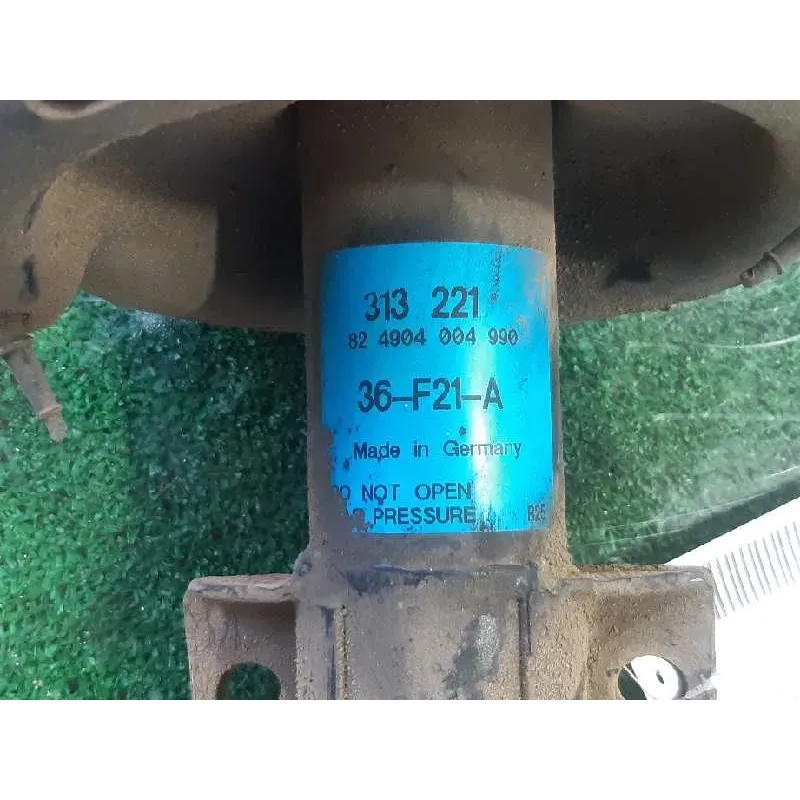 313 221
82 4904 004 990
36-F21-A
Made in Germany
NOT OPEN
PRESSURE